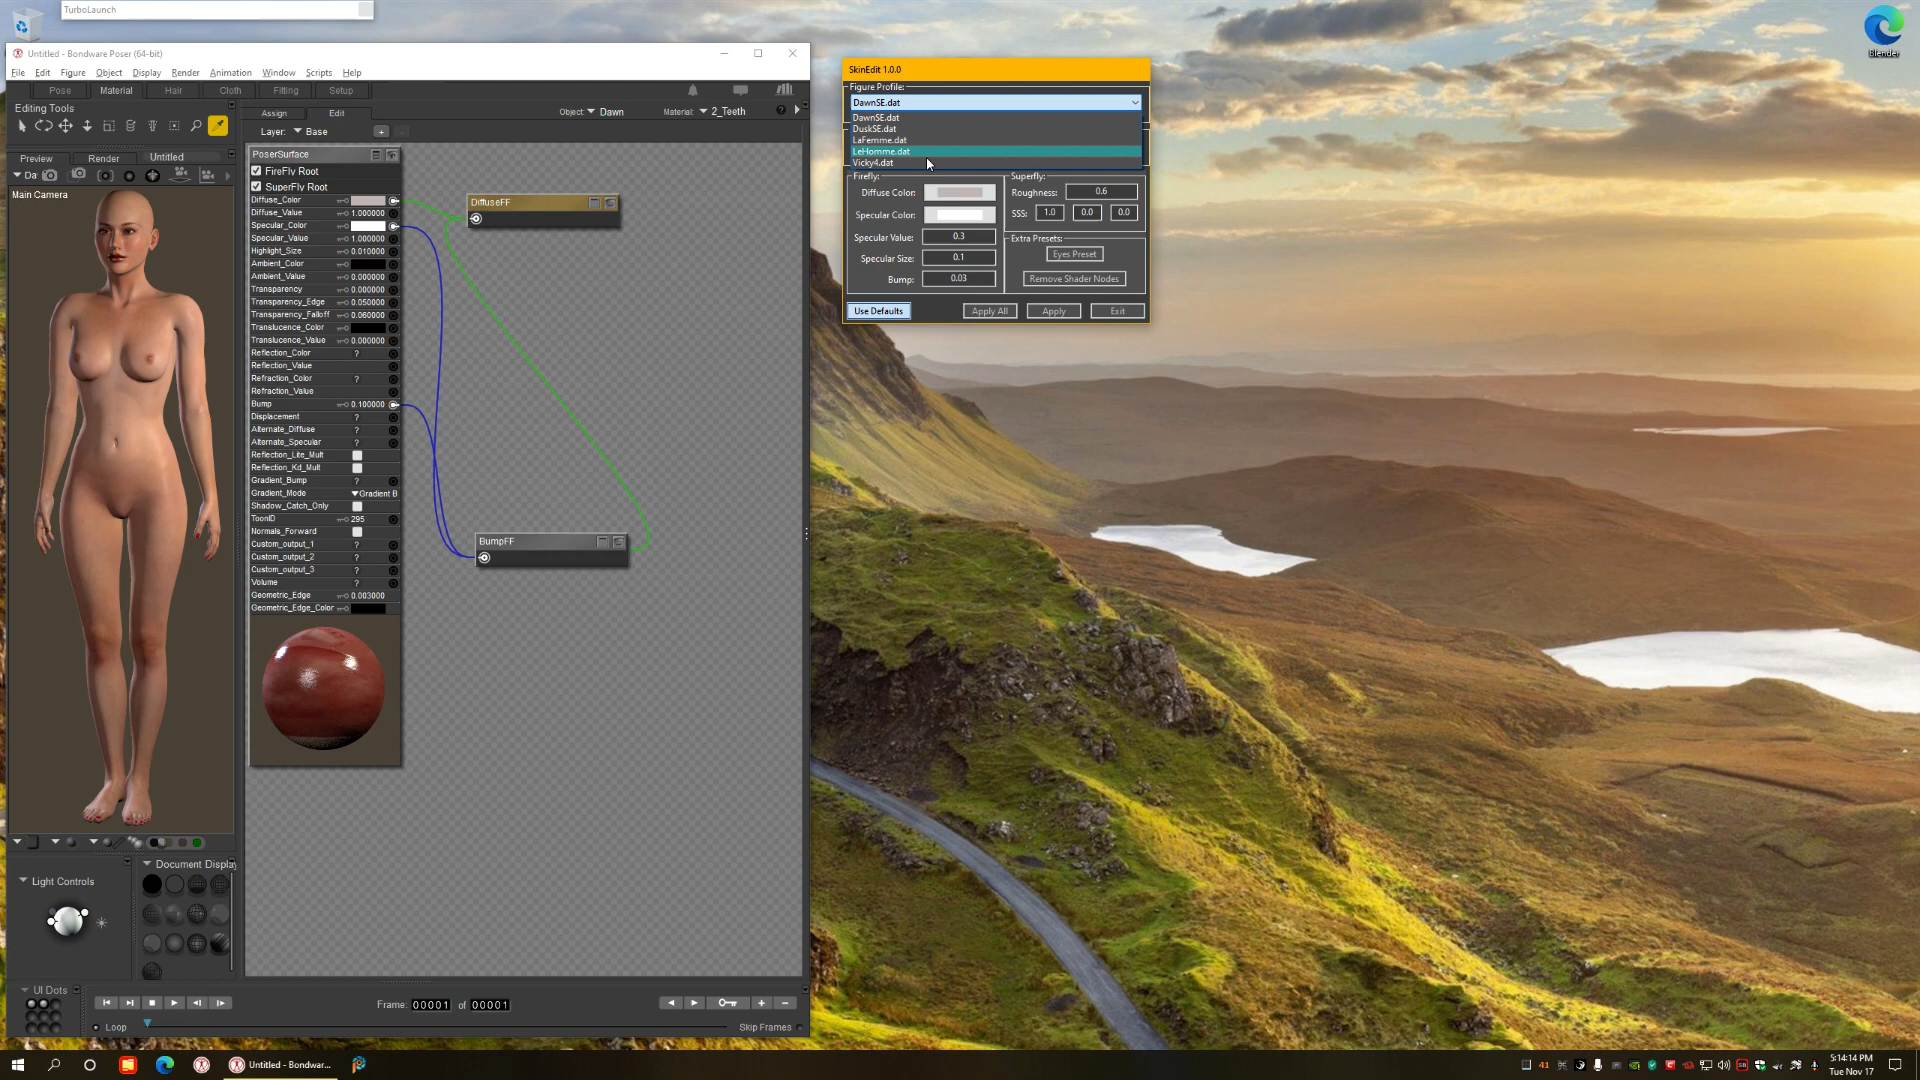 TurboLaunch
Blender
Untitled - Bondware Poser (64-bit)
File Edit Figure Object Display Render Animation Window Scripts Help
Pose Material Hair Cloth Fitting Setup
Editing Tools
Assign Edit
Object: Dawn Material: 2_Teeth
Layer: Base
Preview Render Untitled
Da
Main Camera
PoserSurface
FireFly Root
SuperFly Root
Diffuse_Color
Diffuse_Value 1.000000
Specular_Color
Specular_Value 1.000000
Highlight_Size 0.010000
Ambient_Color
Ambient_Value 0.000000
Transparency 0.000000
Transparency_Edge 0.050000
Transparency_Falloff 0.060000
Translucence_Color
Translucence_Value 0.000000
Reflection_Color ?
Reflection_Value
Refraction_Color ?
Refraction_Value
Bump 0.100000
Displacement ?
Alternate_Diffuse ?
Alternate_Specular ?
Reflection_Lite_Mult
Reflection_Kd_Mult
Gradient_Bump ?
Gradient_Mode Gradient B
Shadow_Catch_Only
ToonID 295
Normals_Forward
Custom_output_1 ?
Custom_output_2 ?
Custom_output_3 ?
Volume ?
Geometric_Edge 0.003000
Geometric_Edge_Color
DiffuseFF
BumpFF
Light Controls
Document Display
UI Dots
Loop
Frame: 00001 of 00001
Skip Frames
SkinEdit 1.0.0
Figure Profile:
DawnSE.dat
DawnSE.dat
DuskSE.dat
LaFemme.dat
LeHomme.dat
Vicky4.dat
Firefly:
Diffuse Color:
Specular Color:
Specular Value: 0.3
Specular Size: 0.1
Bump: 0.03
Superfly:
Roughness: 0.6
SSS: 1.0 0.0 0.0
Extra Presets:
Eyes Preset
Remove Shader Nodes
Use Defaults Apply All Apply Exit
Untitled - Bondwar...
41
5:14:14 PM
Tue Nov 17